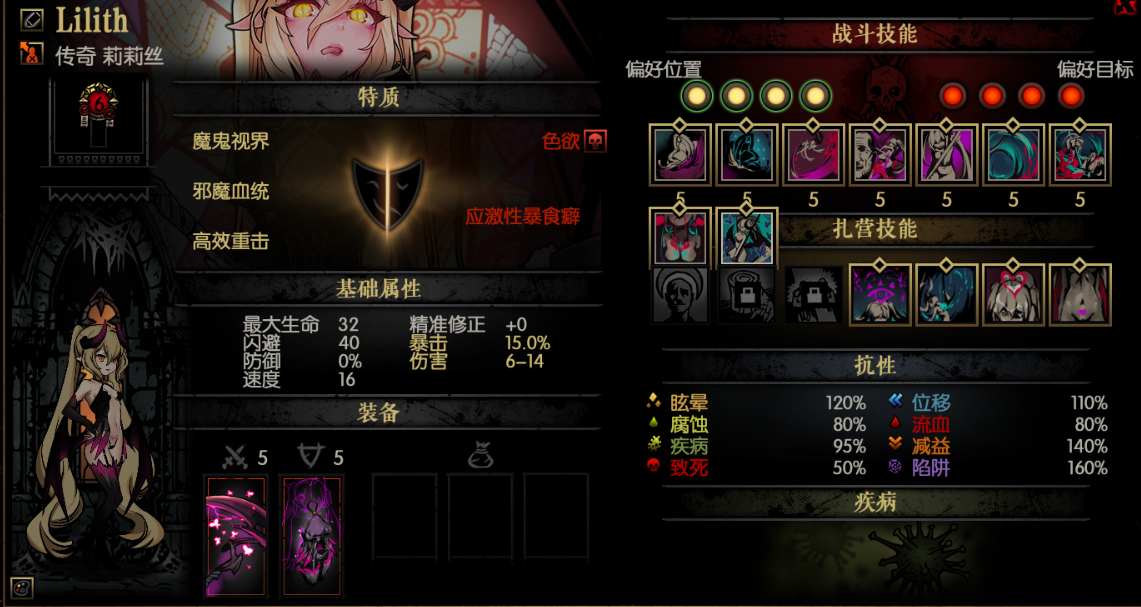 Lilith
传奇 莉莉丝
6
特质
魔鬼视界
色欲
邪魔血统
应激性暴食癖
高效重击
基础属性
最大生命 32 精准修正 +0
闪避 40 暴击 15.0%
防御 0% 伤害 6-14
速度 16
装备
5 5
战斗技能
偏好位置 偏好目标
5 5 5 5 5 5 5
扎营技能
抗性
眩晕 120% 位移 110%
腐蚀 80% 流血 80%
疾病 95% 减益 140%
致死 50% 陷阱 160%
疾病